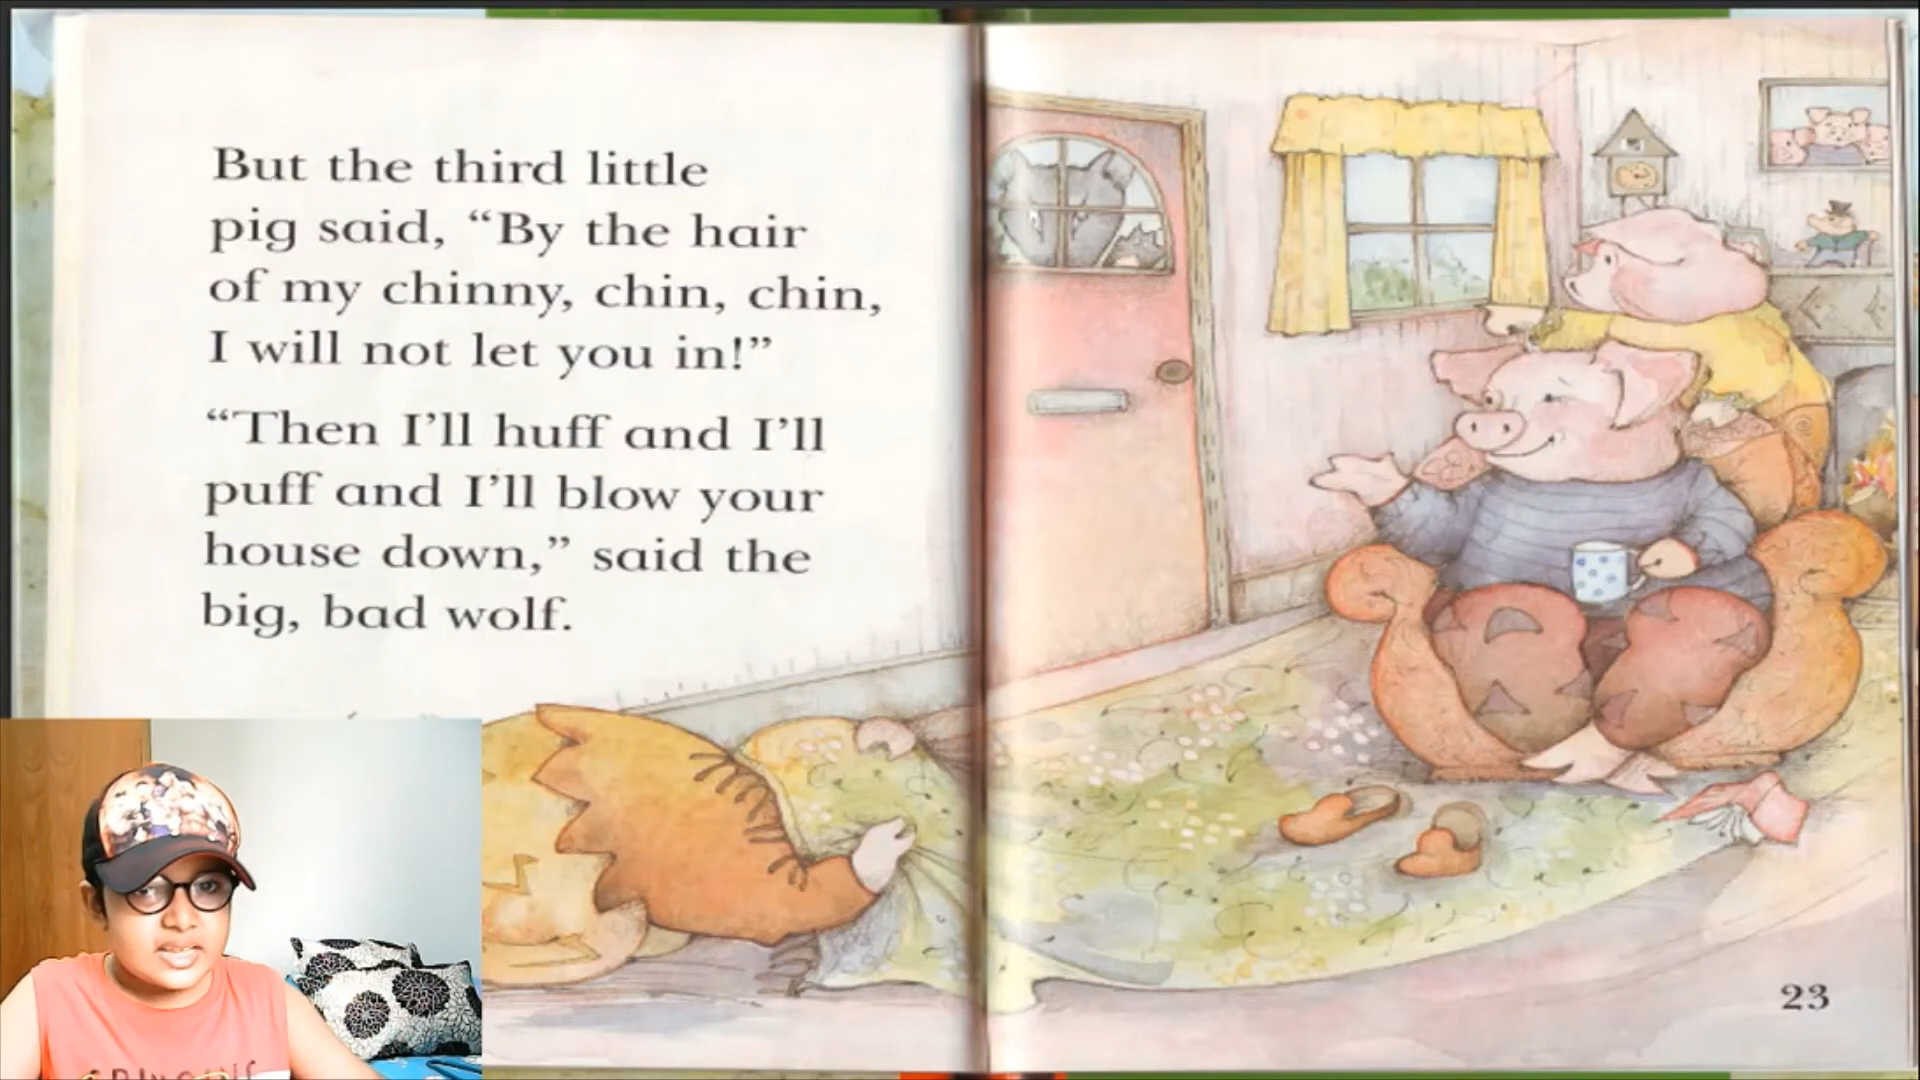 But the third little
pig said, “By the hair
of my chinny, chin, chin,
I will not let you in!”
“Then I’ll huff and I’ll
puff and I’ll blow your
house down,” said the
big, bad wolf.
23